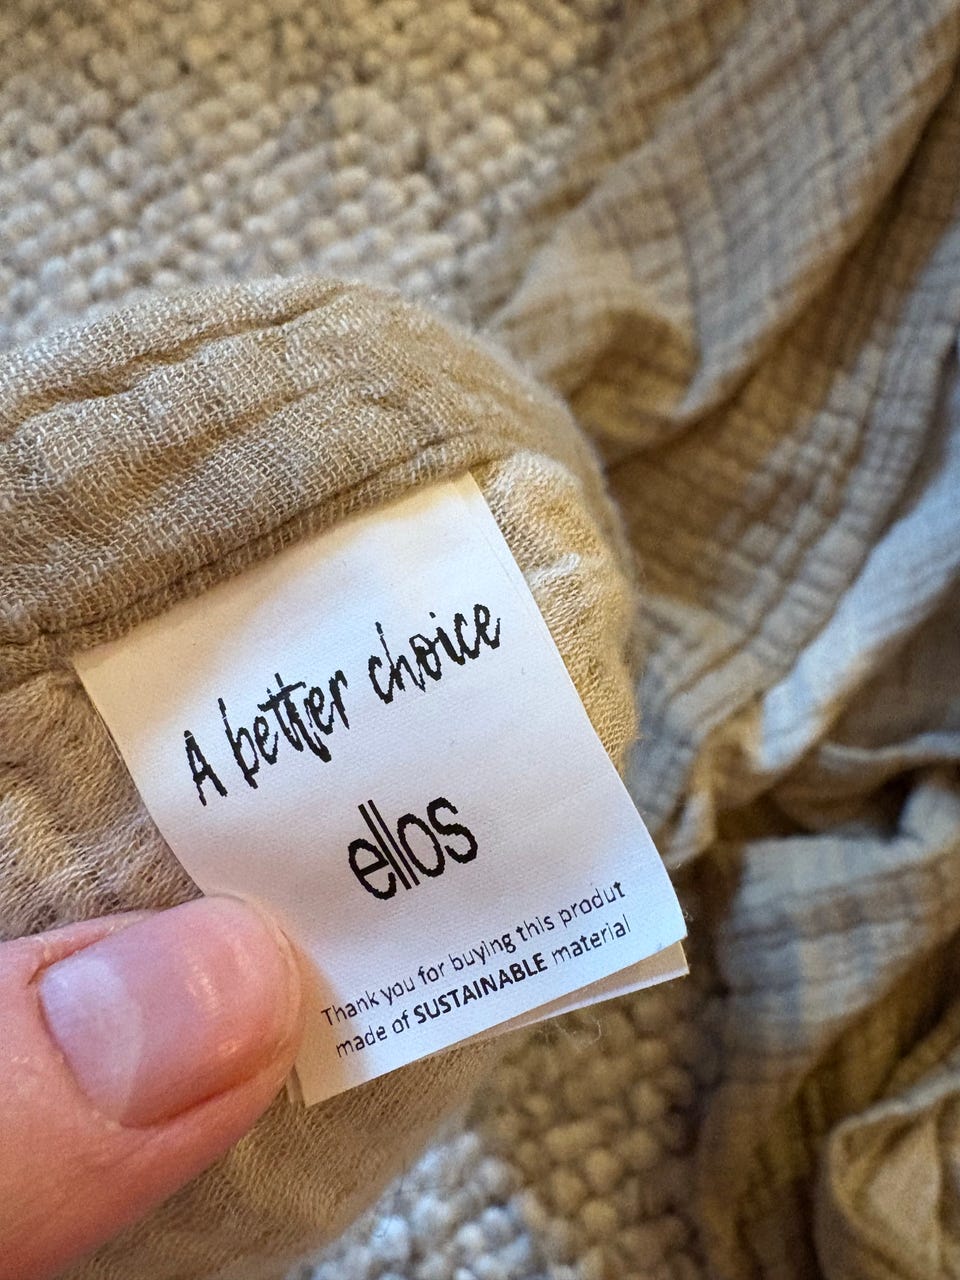 A better choice
ellos
Thank you for buying this produt
made of SUSTAINABLE material